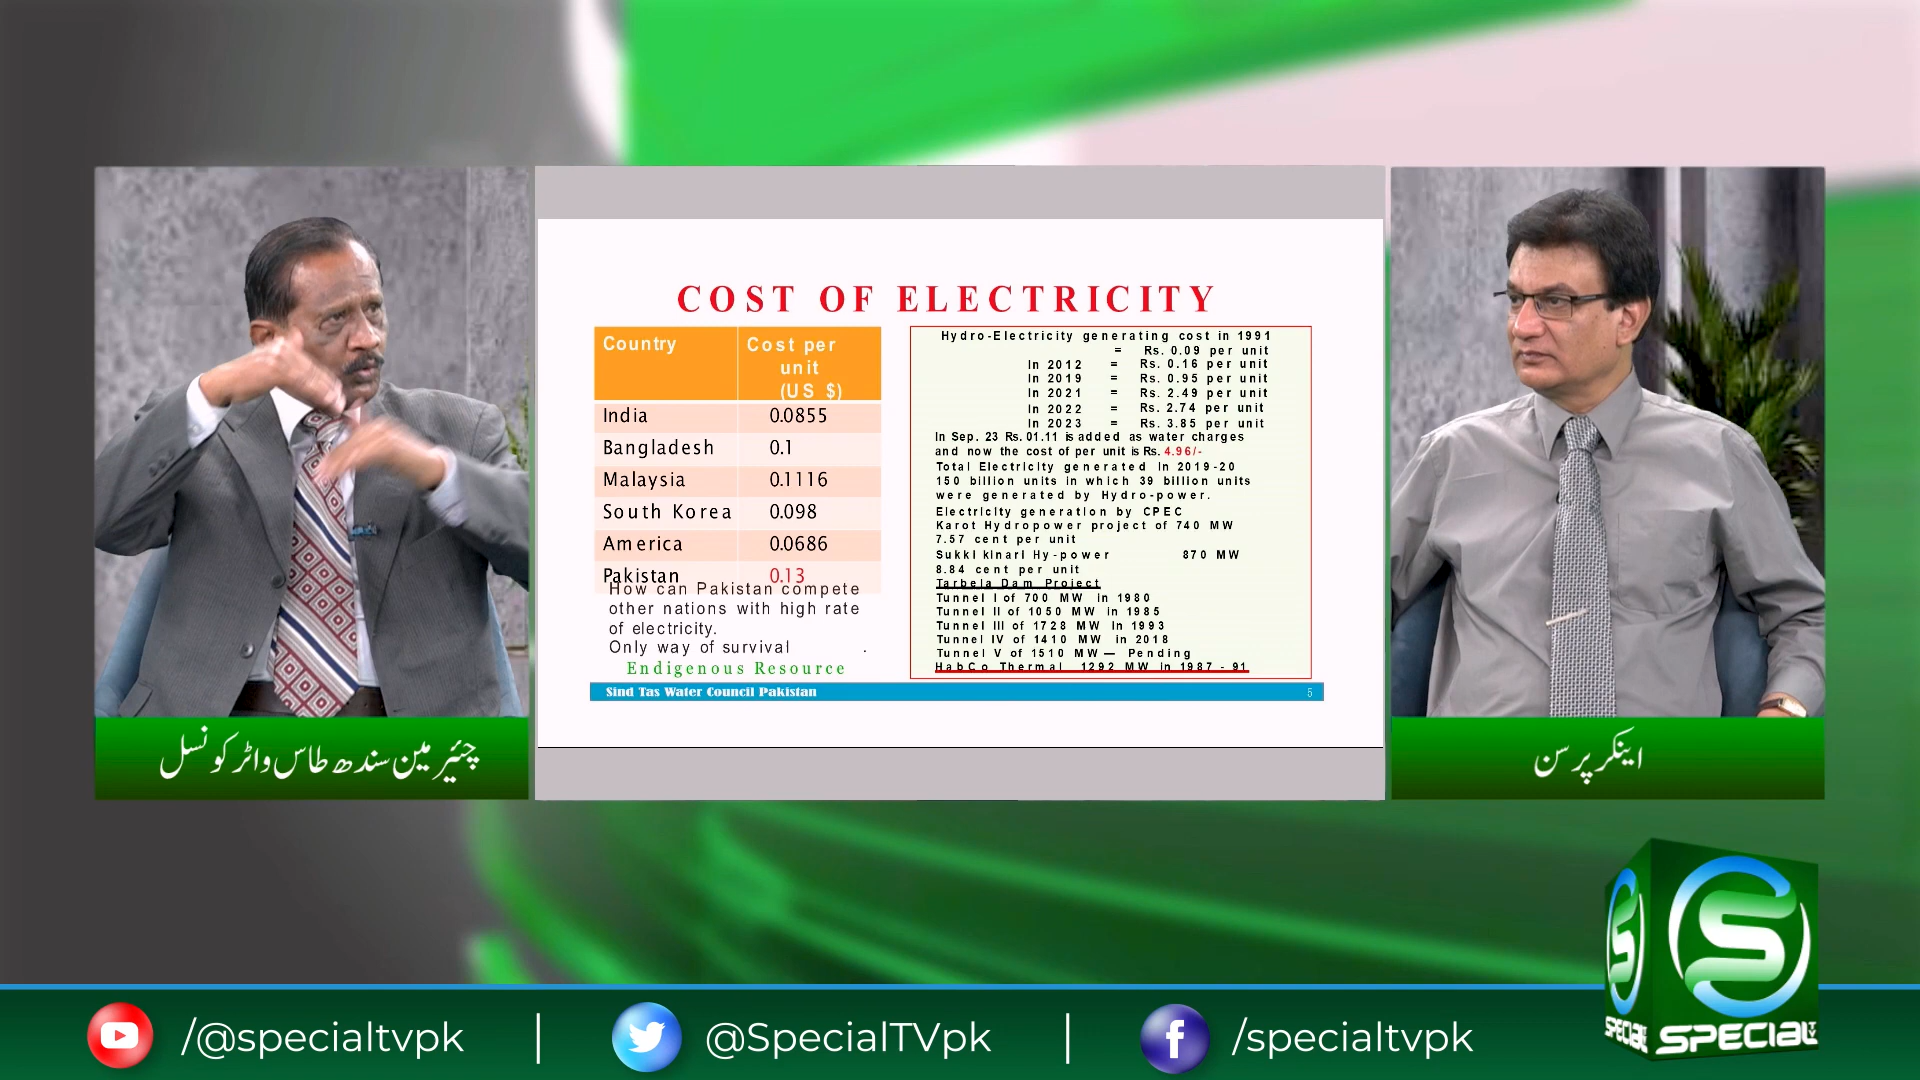 COST OF ELECTRICITY
Country
Cost per
unit
(US $)
India 0.0855
Bangladesh 0.1
Malaysia 0.1116
South Korea 0.098
America 0.0686
Pakistan 0.13
How can Pakistan compete
other nations with high rate
of electricity.
Only way of survival .
Endigenous Resource
Hydro-Electricity generating cost in 1991
= Rs. 0.09 per unit
In 2012 = Rs. 0.16 per unit
In 2019 = Rs. 0.95 per unit
In 2021 = Rs. 2.49 per unit
In 2022 = Rs. 2.74 per unit
In 2023 = Rs. 3.85 per unit
In Sep. 23 Rs. 01.11 is added as water charges
and now the cost of per unit is Rs. 4.96/-
Total Electricity generated in 2019-20
150 billion units in which 39 billion units
were generated by Hydro-power.
Electricity generation by CPEC
Karot Hydropower project of 740 MW
7.57 cent per unit
Sukki kinari Hy-power 870 MW
8.84 cent per unit
Tarbela Dam Project
Tunnel I of 700 MW in 1980
Tunnel II of 1050 MW in 1985
Tunnel III of 1728 MW in 1993
Tunnel IV of 1410 MW in 2018
Tunnel V of 1510 MW — Pending
HabCo Thermal 1292 MW in 1987 - 91
Sind Tas Water Council Pakistan 5
چئیرمین سندھ طاس واٹر کونسل
اینکر پرسن
S
S
SPECIAL TV
SPECIAL TV
/@specialtvpk | @SpecialTVpk | /specialtvpk